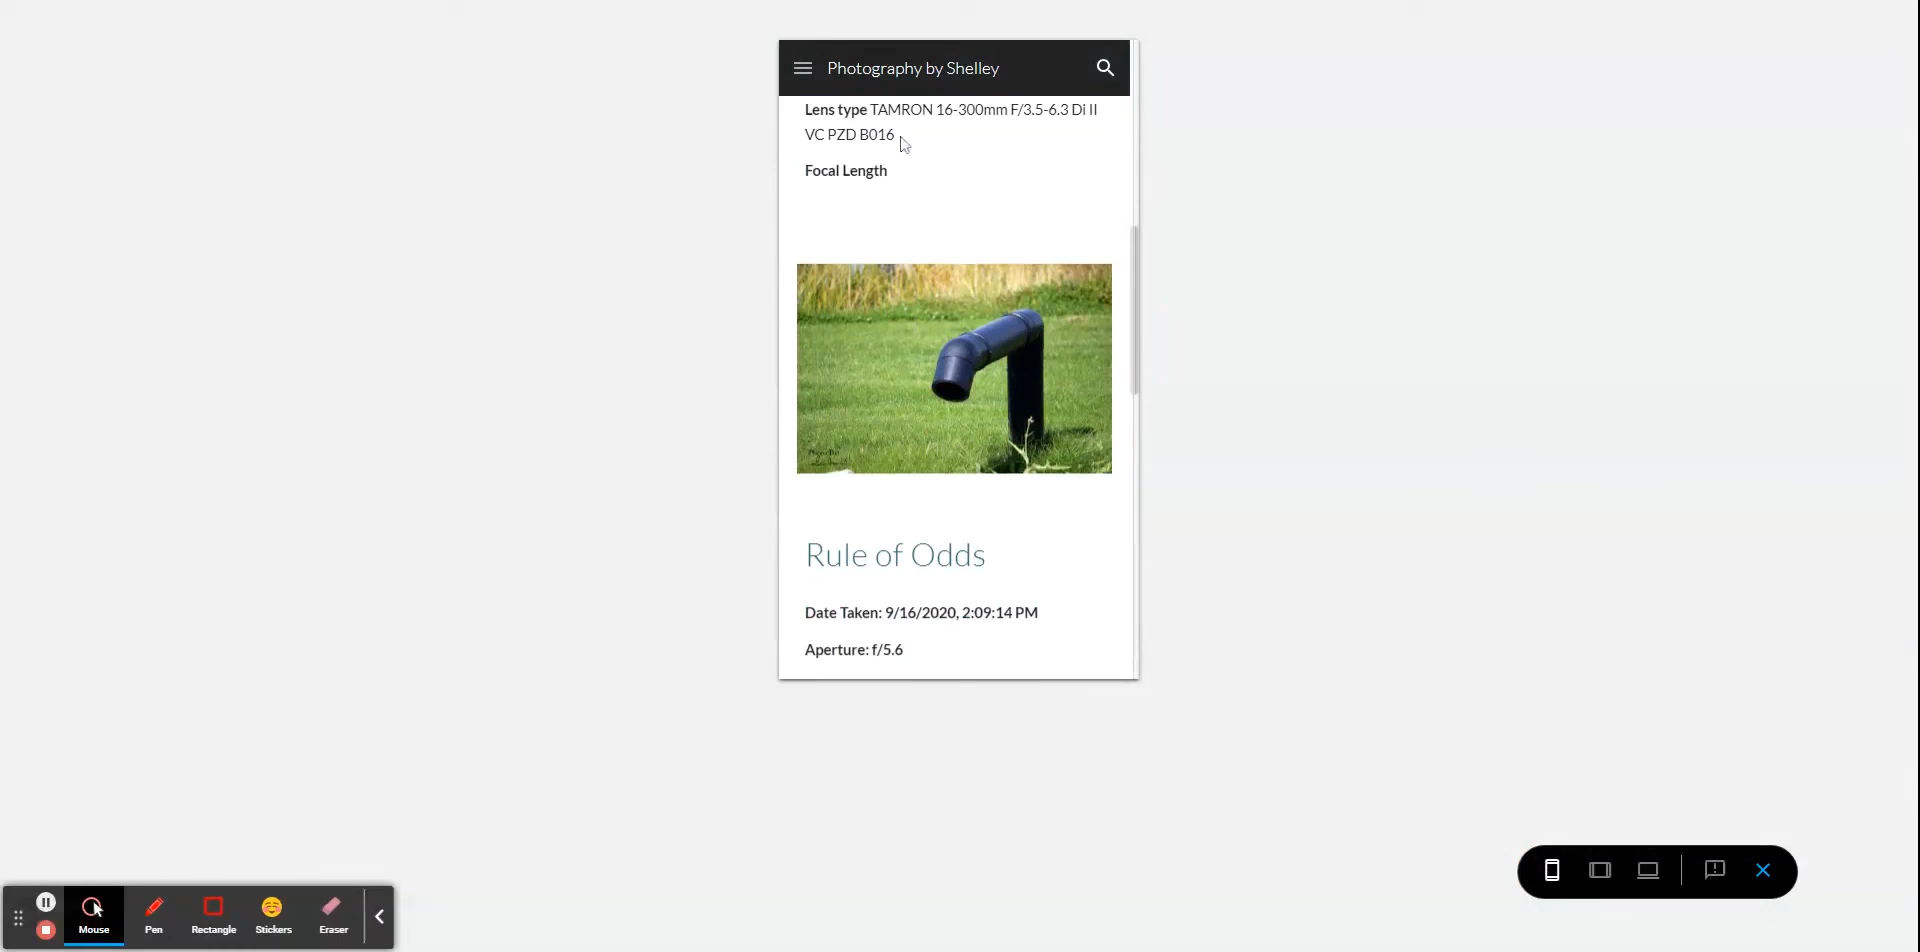 Photography by Shelley
Lens type TAMRON 16-300mm F/3.5-6.3 Di II
VC PZD B016
Focal Length
Rule of Odds
Date Taken: 9/16/2020, 2:09:14 PM
Aperture: f/5.6
Mouse
Pen
Rectangle
Stickers
Eraser